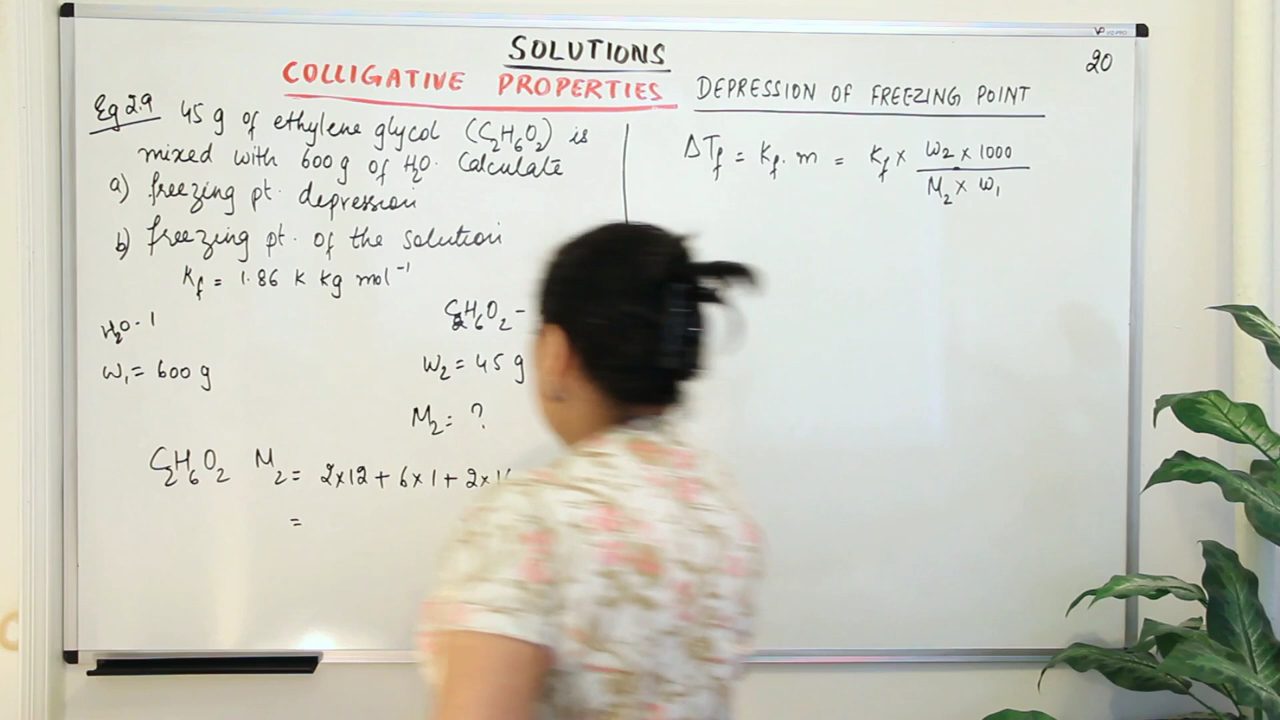 SOLUTIONS
20
COLLIGATIVE PROPERTIES DEPRESSION OF FREEZING POINT
Eg 2.9 45 g of ethylene glycol (C₂H₆O₂) is
mixed with 600 g of H₂O. Calculate
a) freezing pt. depression
b) freezing pt. of the solution
Kf = 1.86 K kg mol⁻¹
H₂O - 1
w₁ = 600 g
C₂H₆O₂ -
w₂ = 45 g
M₂ = ?
C₂H₆O₂ M₂ = 2×12 + 6×1 + 2×1
=
ΔTf = Kf. m = Kf × w₂ × 1000
M₂ × w₁